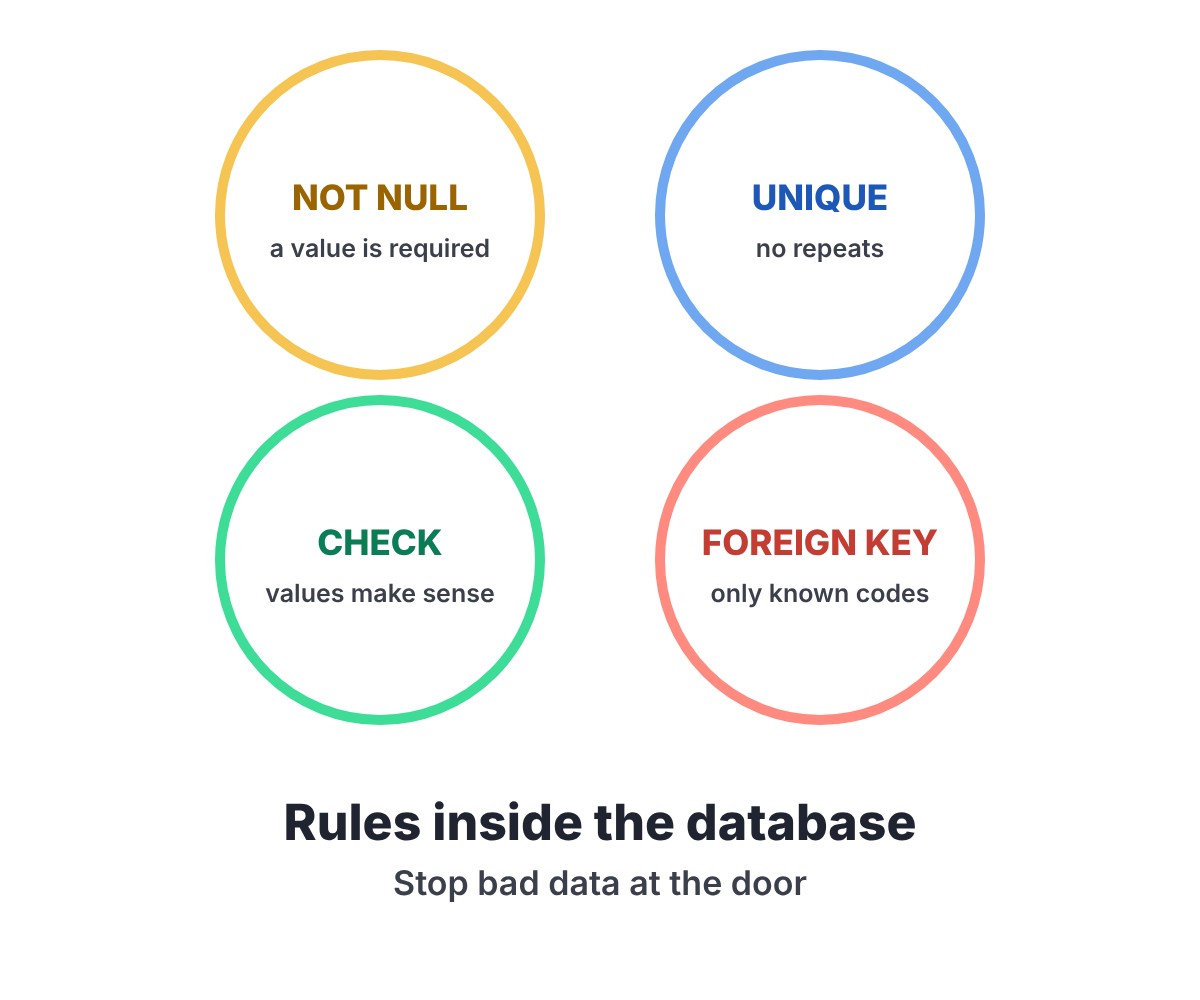 NOT NULL
a value is required
UNIQUE
no repeats
CHECK
values make sense
FOREIGN KEY
only known codes
Rules inside the database
Stop bad data at the door